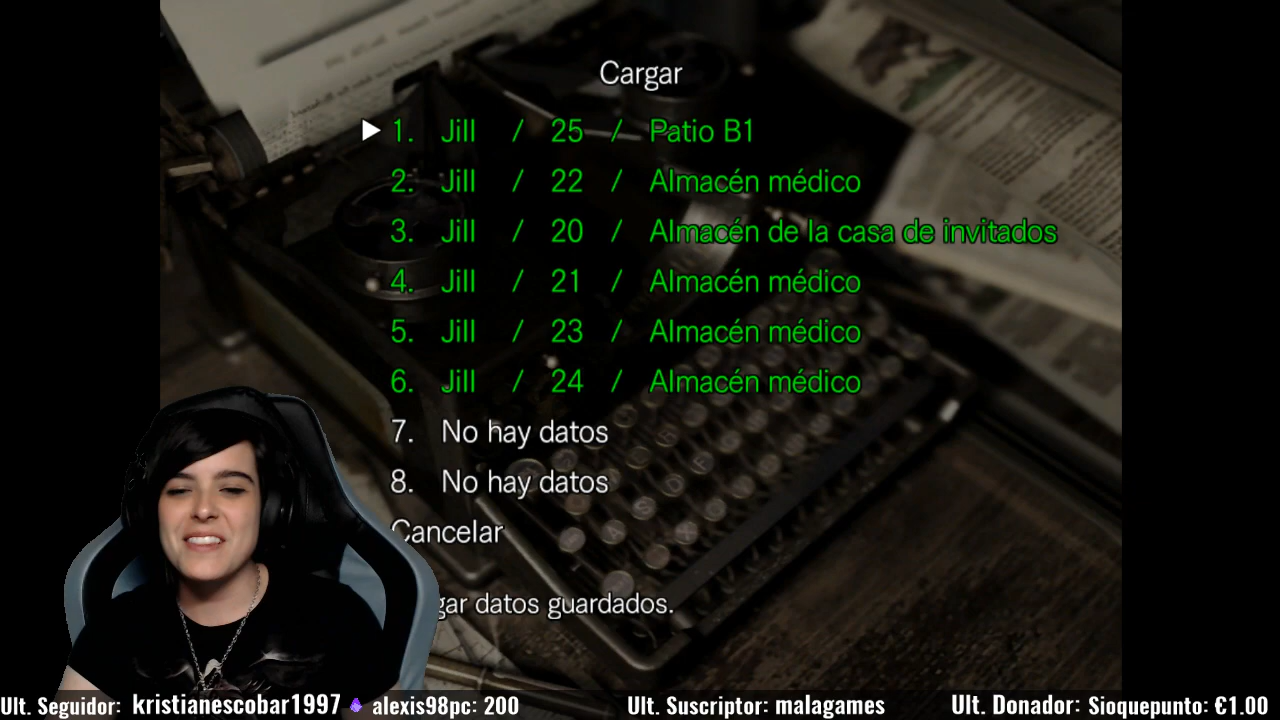 Cargar
1. Jill / 25 / Patio B1
2. Jill / 22 / Almacén médico
3. Jill / 20 / Almacén de la casa de invitados
4. Jill / 21 / Almacén médico
5. Jill / 23 / Almacén médico
6. Jill / 24 / Almacén médico
7. No hay datos
8. No hay datos
Cancelar
gar datos guardados.
Ult. Seguidor: kristianescobar1997 alexis98pc: 200 Ult. Suscriptor: malagames Ult. Donador: Sioquepunto: €1.00